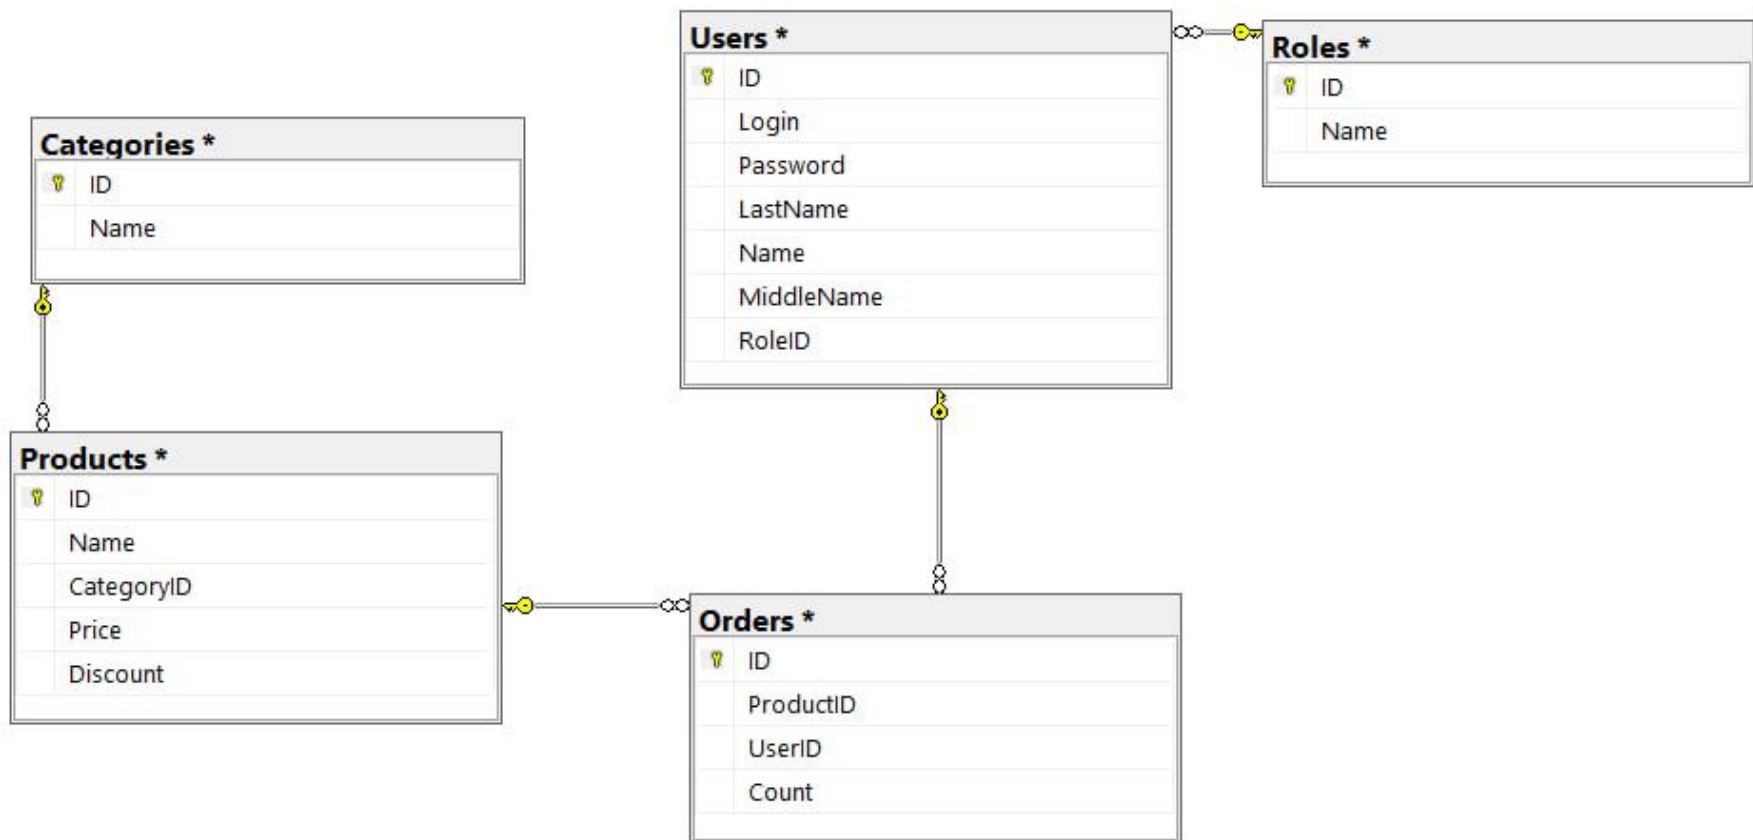 Users *
ID
Login
Password
LastName
Name
MiddleName
RoleID
Roles *
ID
Name
Categories *
ID
Name
Products *
ID
Name
CategoryID
Price
Discount
Orders *
ID
ProductID
UserID
Count